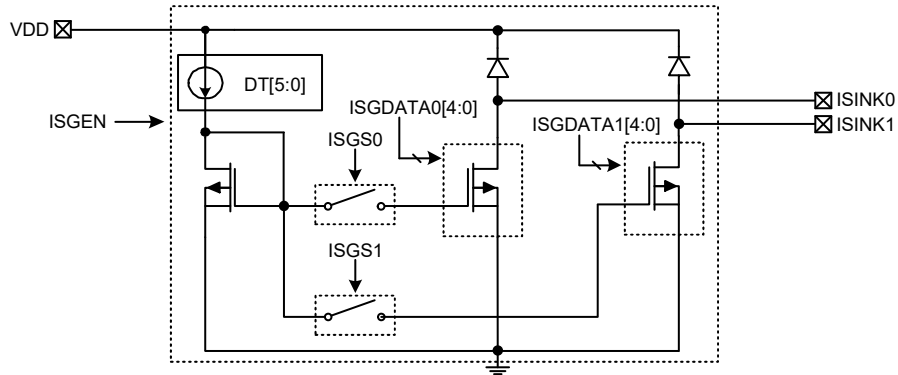 VDD
DT[5:0]
ISINK0
ISGDATA0[4:0]
ISGEN
ISGDATA1[4:0]
ISINK1
ISGS0
ISGS1